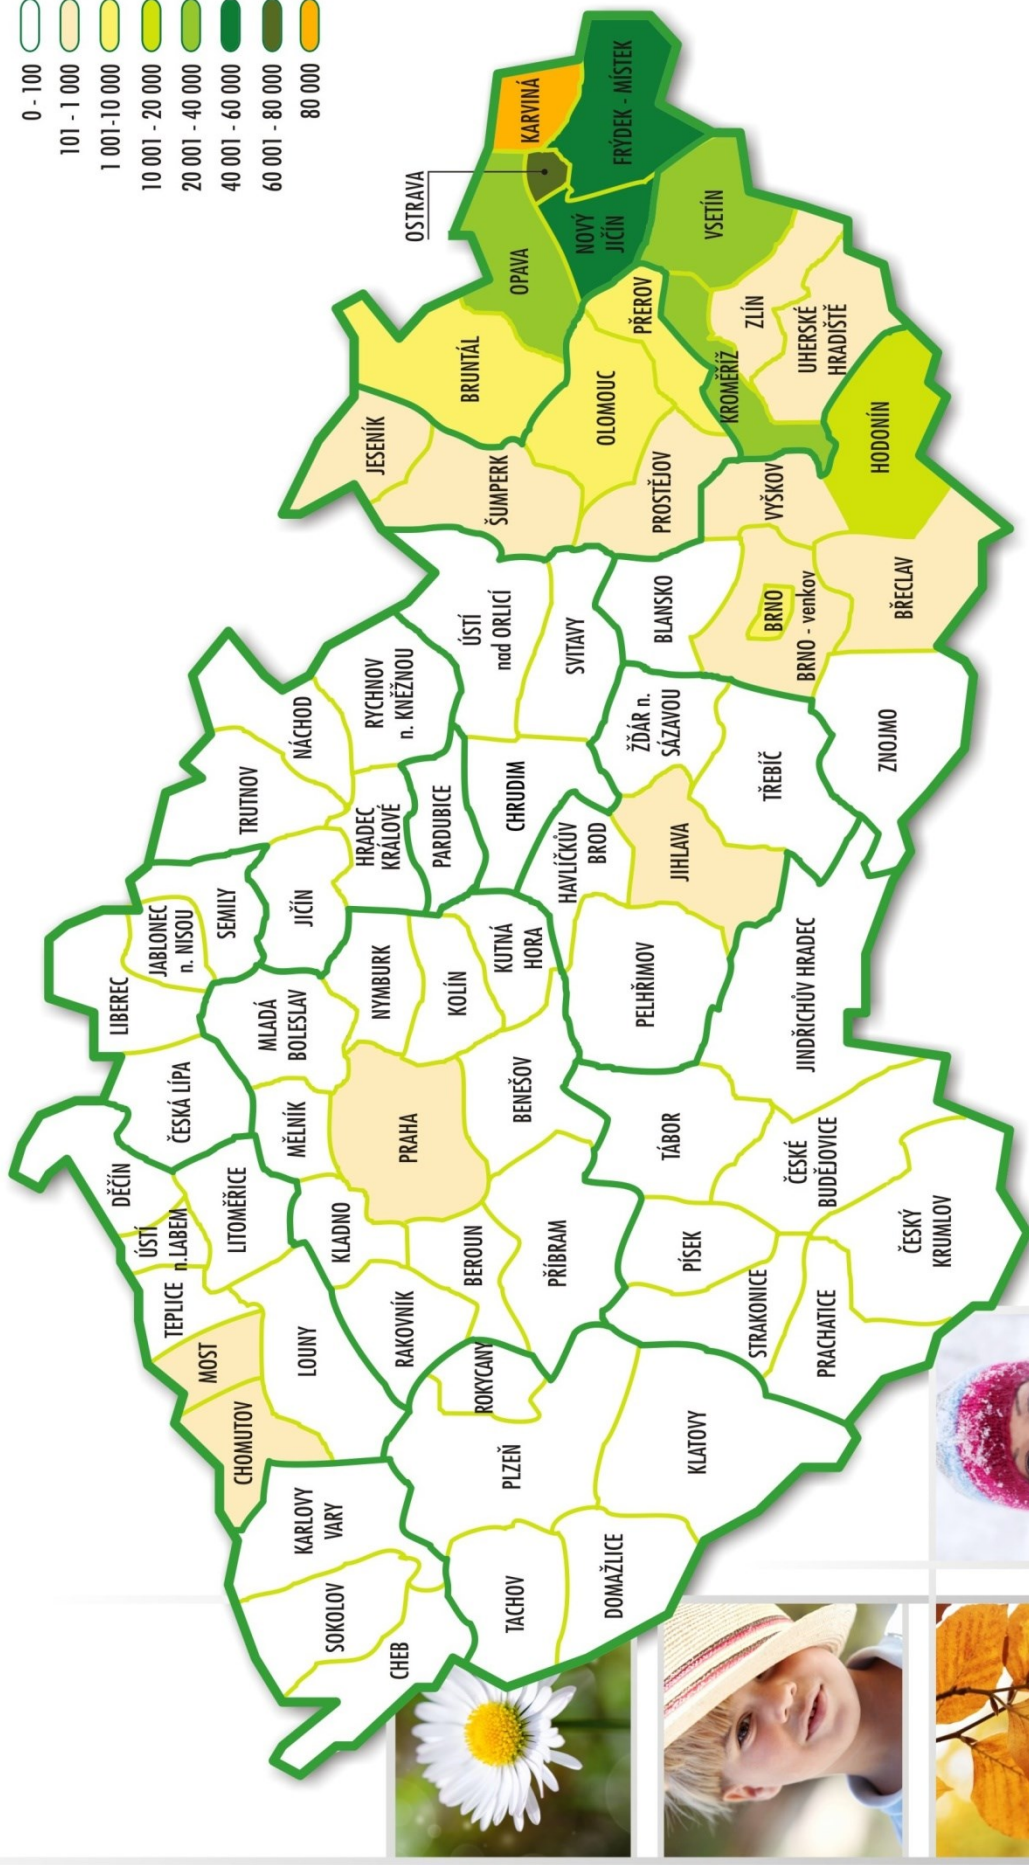 0 - 100
101 - 1 000
1 001-10 000
10 001 - 20 000
20 001 - 40 000
40 001 - 60 000
60 001 - 80 000
80 000
DĚČÍN
LIBEREC
JABLONEC
n. NISOU
ČESKÁ LÍPA
ÚSTÍ
n.LABEM
TEPLICE
LITOMĚŘICE
MOST
CHOMUTOV
LOUNY
SEMILY
TRUTNOV
NÁCHOD
JIČÍN
MLADÁ
BOLESLAV
MĚLNÍK
KLADNO
RAKOVNÍK
KARLOVY
VARY
SOKOLOV
CHEB
PRAHA
NYMBURK
HRADEC
KRÁLOVÉ
RYCHNOV
n. KNĚŽNOU
PARDUBICE
KOLÍN
KUTNÁ
HORA
BEROUN
ROKYCANY
PLZEŇ
TACHOV
BENEŠOV
PŘÍBRAM
CHRUDIM
ÚSTÍ
nad ORLICÍ
SVITAVY
HAVLÍČKŮV
BROD
DOMAŽLICE
KLATOVY
PELHŘIMOV
JIHLAVA
ŽĎÁR n.
SÁZAVOU
TÁBOR
PÍSEK
STRAKONICE
PRACHATICE
ČESKÉ
BUDĚJOVICE
ČESKÝ
KRUMLOV
JINDŘICHŮV HRADEC
TŘEBÍČ
ZNOJMO
BLANSKO
BRNO
BRNO - venkov
BŘECLAV
VYŠKOV
HODONÍN
JESENÍK
ŠUMPERK
BRUNTÁL
OLOMOUC
PROSTĚJOV
PŘEROV
KROMĚŘÍŽ
ZLÍN
UHERSKÉ
HRADIŠTĚ
VSETÍN
OPAVA
OSTRAVA
NOVÝ
JIČÍN
KARVINÁ
FRÝDEK - MÍSTEK